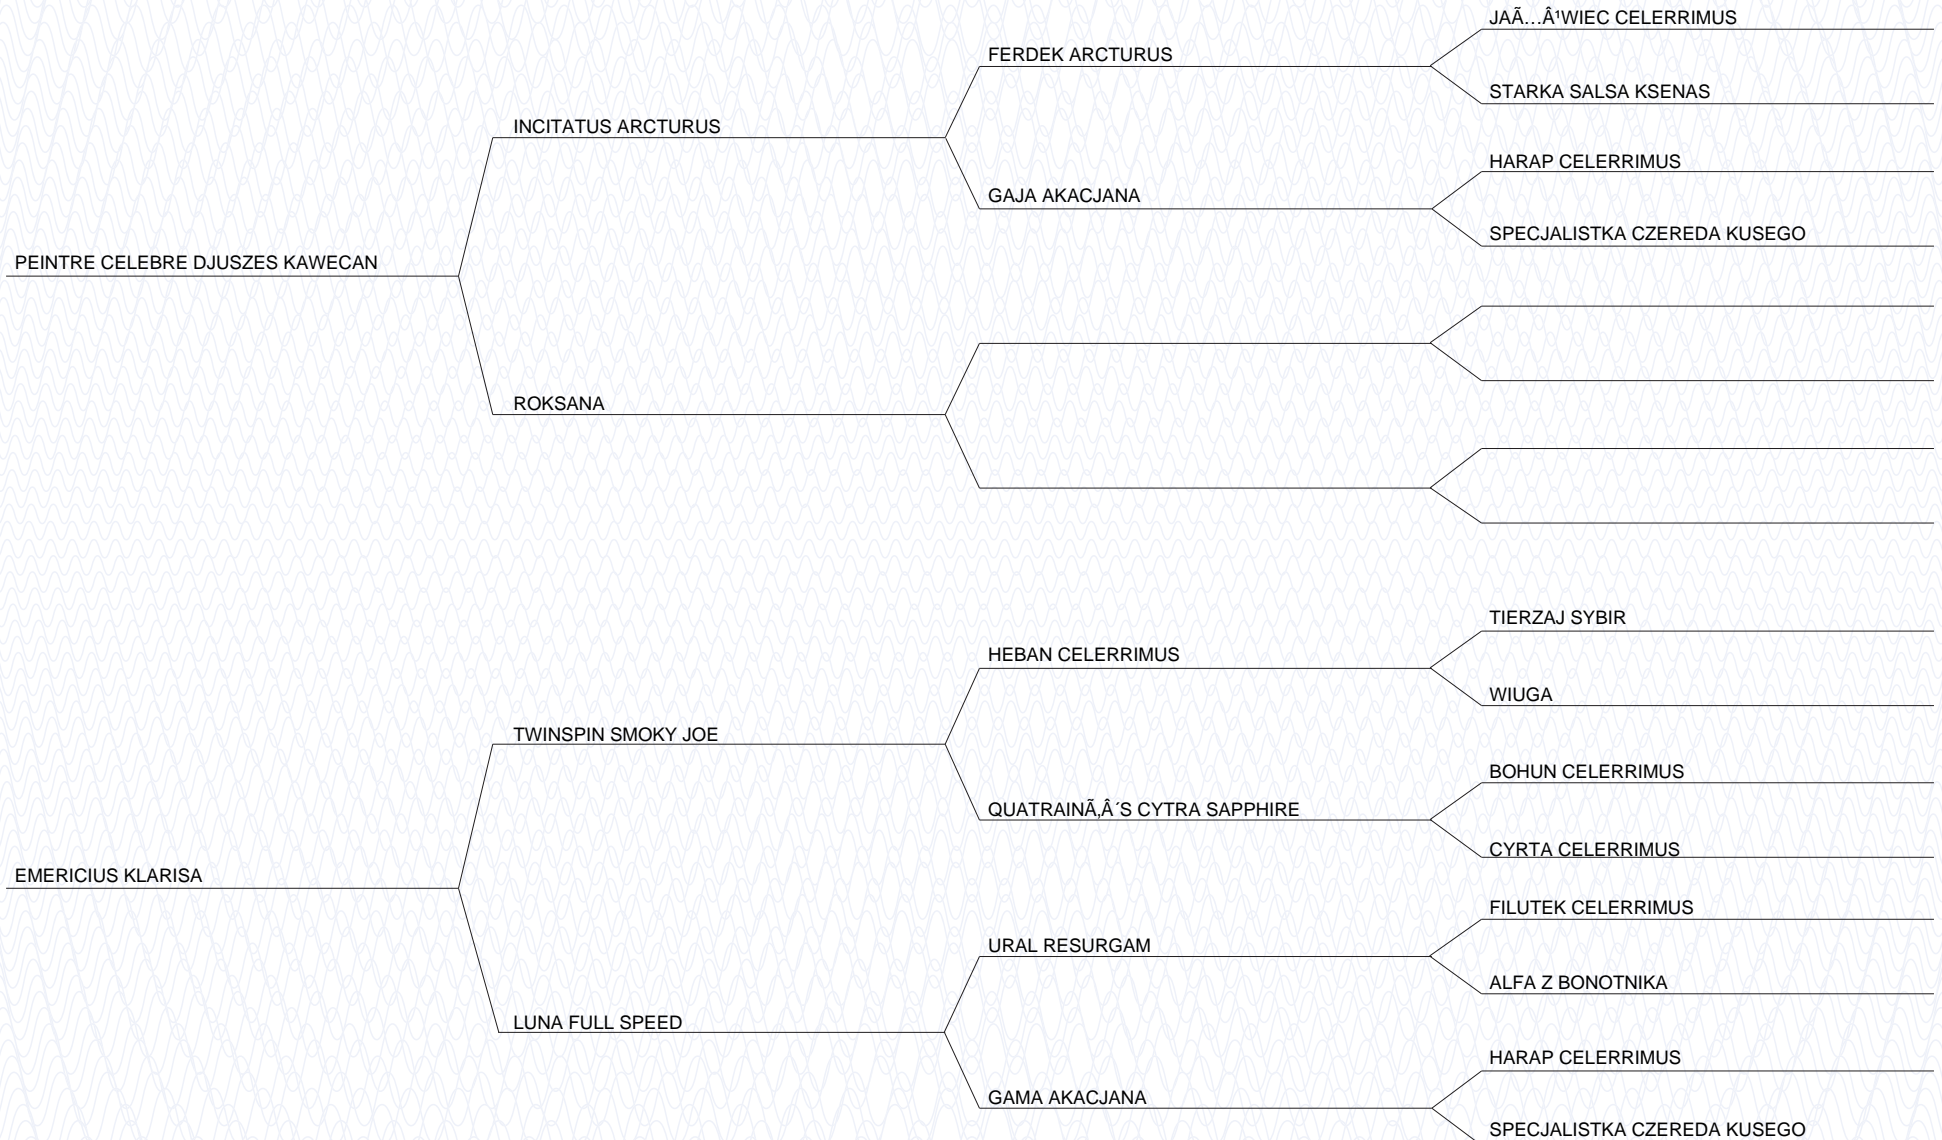 JAÃ…Â¹WIEC CELERRIMUS
FERDEK ARCTURUS
STARKA SALSA KSENAS
INCITATUS ARCTURUS
HARAP CELERRIMUS
GAJA AKACJANA
SPECJALISTKA CZEREDA KUSEGO
PEINTRE CELEBRE DJUSZES KAWECAN
ROKSANA
TIERZAJ SYBIR
HEBAN CELERRIMUS
WIUGA
TWINSPIN SMOKY JOE
BOHUN CELERRIMUS
QUATRAINÃ‚Â´S CYTRA SAPPHIRE
CYRTA CELERRIMUS
EMERICIUS KLARISA
FILUTEK CELERRIMUS
URAL RESURGAM
ALFA Z BONOTNIKA
LUNA FULL SPEED
HARAP CELERRIMUS
GAMA AKACJANA
SPECJALISTKA CZEREDA KUSEGO